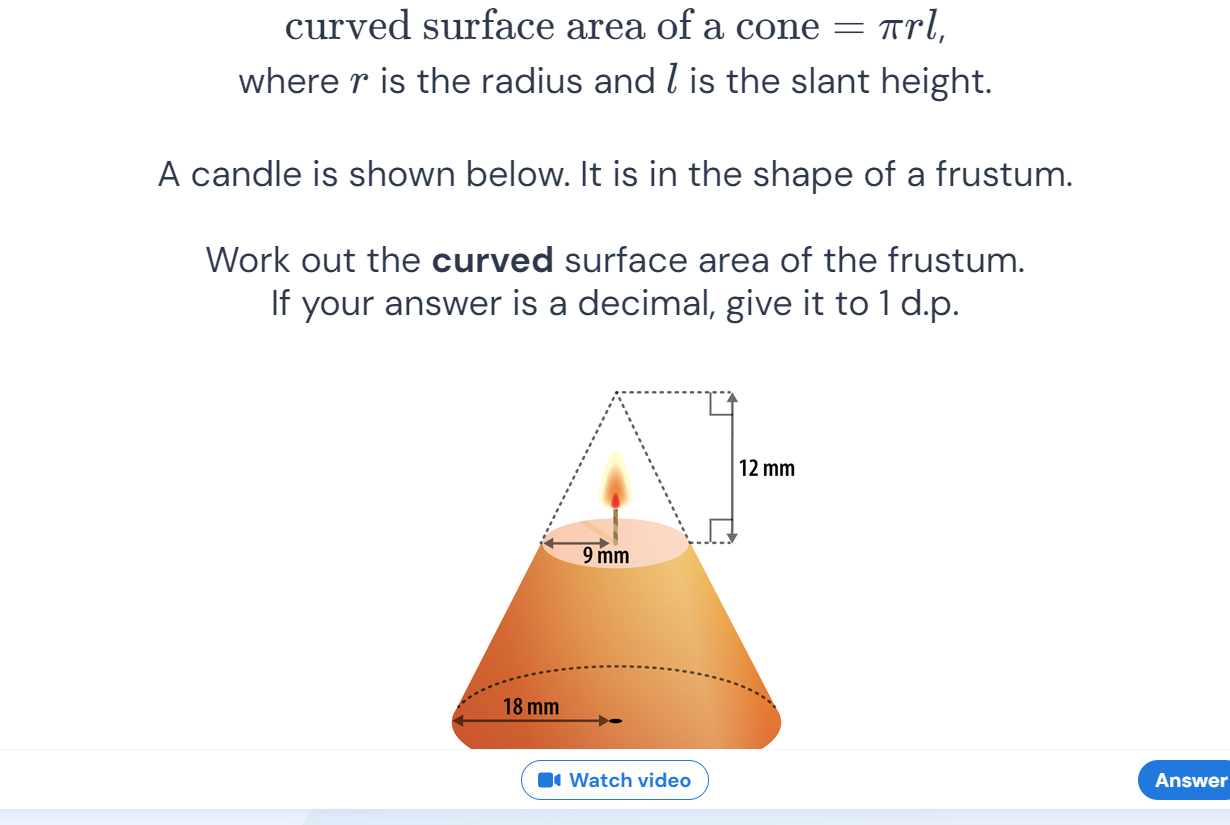 curved surface area of a cone = πrl,
where r is the radius and l is the slant height.
A candle is shown below. It is in the shape of a frustum.
Work out the curved surface area of the frustum.
If your answer is a decimal, give it to 1 d.p.
12 mm
9 mm
18 mm
Watch video
Answer